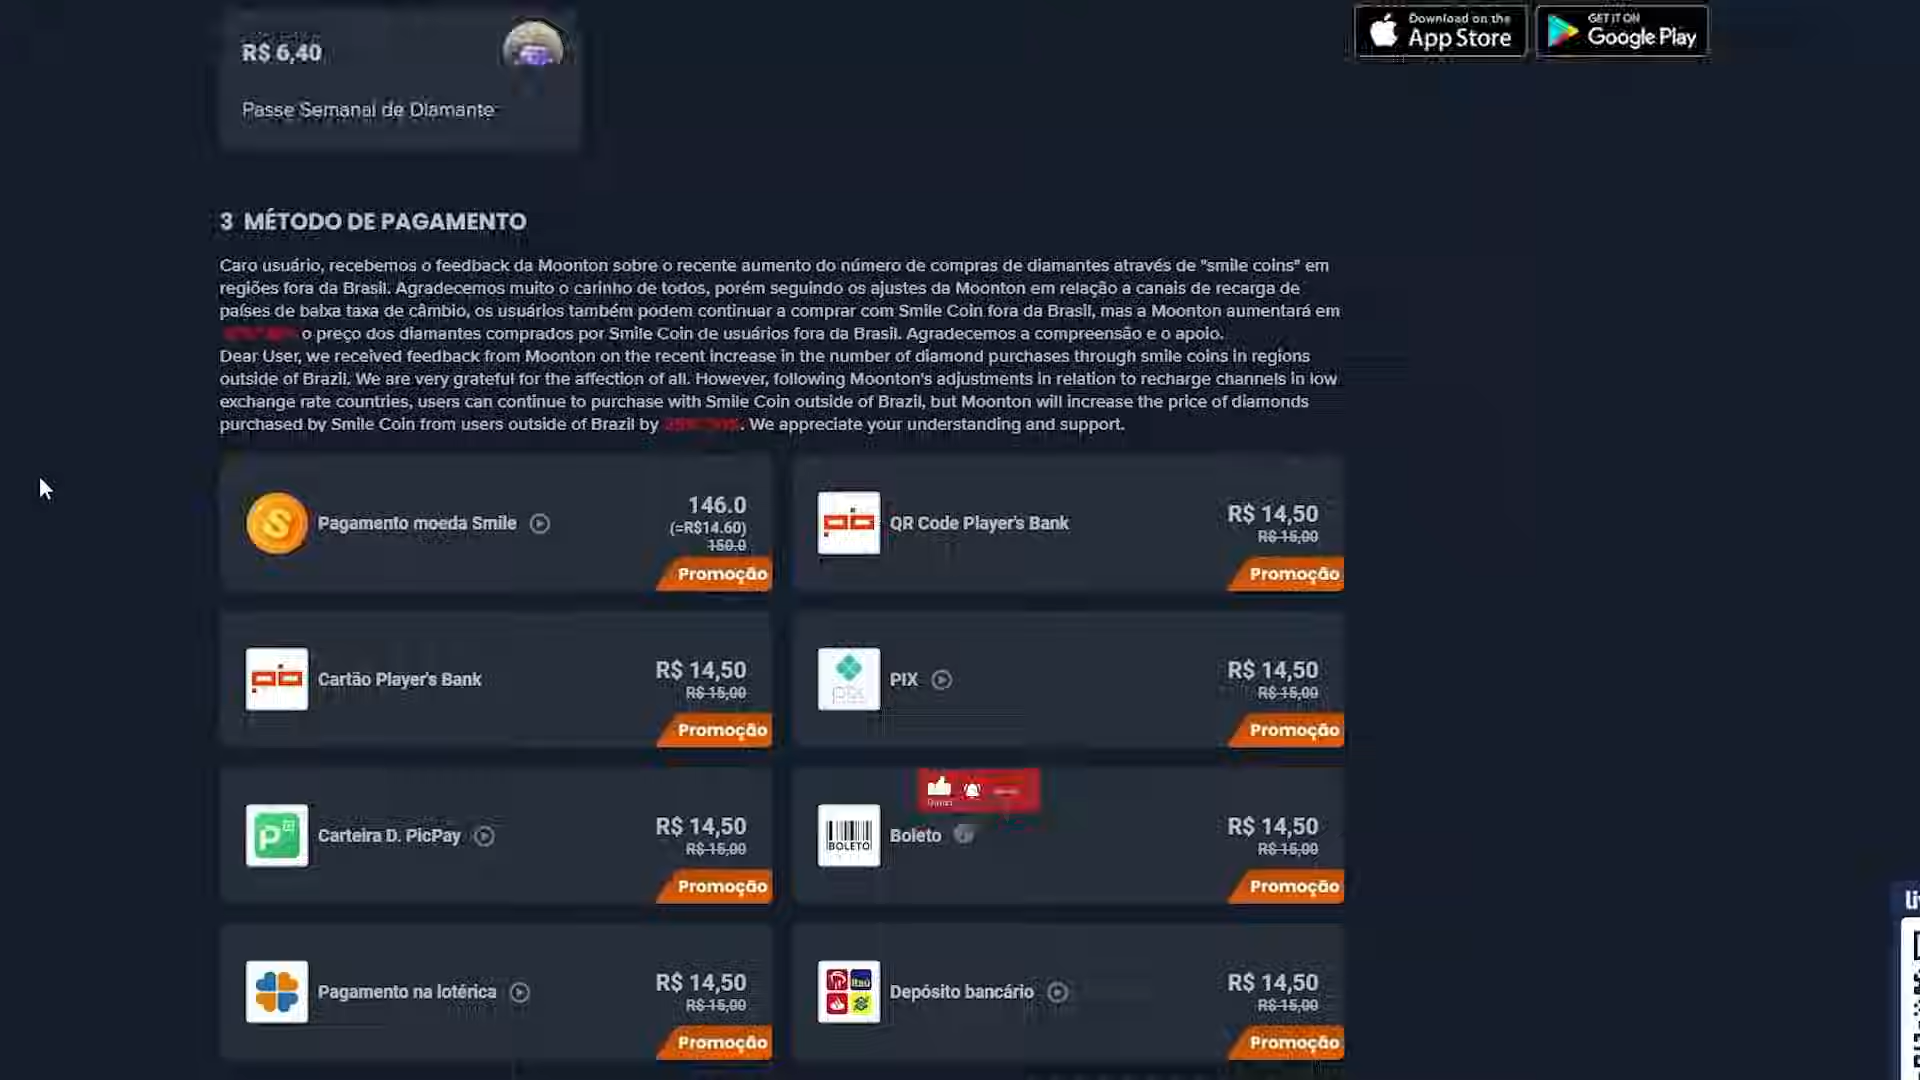 Download on the
App Store
GET IT ON
Google Play
R$ 6,40
Passe Semanal de Diamante
3 MÉTODO DE PAGAMENTO
Caro usuário, recebemos o feedback da Moonton sobre o recente aumento do número de compras de diamantes através de "smile coins" em
regiões fora da Brasil. Agradecemos muito o carinho de todos, porém seguindo os ajustes da Moonton em relação a canais de recarga de
países de baixa taxa de câmbio, os usuários também podem continuar a comprar com Smile Coin fora da Brasil, mas a Moonton aumentará em
o preço dos diamantes comprados por Smile Coin de usuários fora da Brasil. Agradecemos a compreensão e o apoio.
Dear User, we received feedback from Moonton on the recent increase in the number of diamond purchases through smile coins in regions
outside of Brazil. We are very grateful for the affection of all. However, following Moonton's adjustments in relation to recharge channels in low
exchange rate countries, users can continue to purchase with Smile Coin outside of Brazil, but Moonton will increase the price of diamonds
purchased by Smile Coin from users outside of Brazil by . We appreciate your understanding and support.
Pagamento moeda Smile
146.0
(=R$14.60)
150.0
Promoção
QR Code Player's Bank
R$ 14,50
R$ 15,00
Promoção
Cartão Player's Bank
R$ 14,50
R$ 15,00
Promoção
pix
PIX
R$ 14,50
R$ 15,00
Promoção
Carteira D. PicPay
R$ 14,50
R$ 15,00
Promoção
BOLETO
Boleto
R$ 14,50
R$ 15,00
Promoção
Pagamento na lotérica
R$ 14,50
R$ 15,00
Promoção
Itaú
Depósito bancário
R$ 14,50
R$ 15,00
Promoção